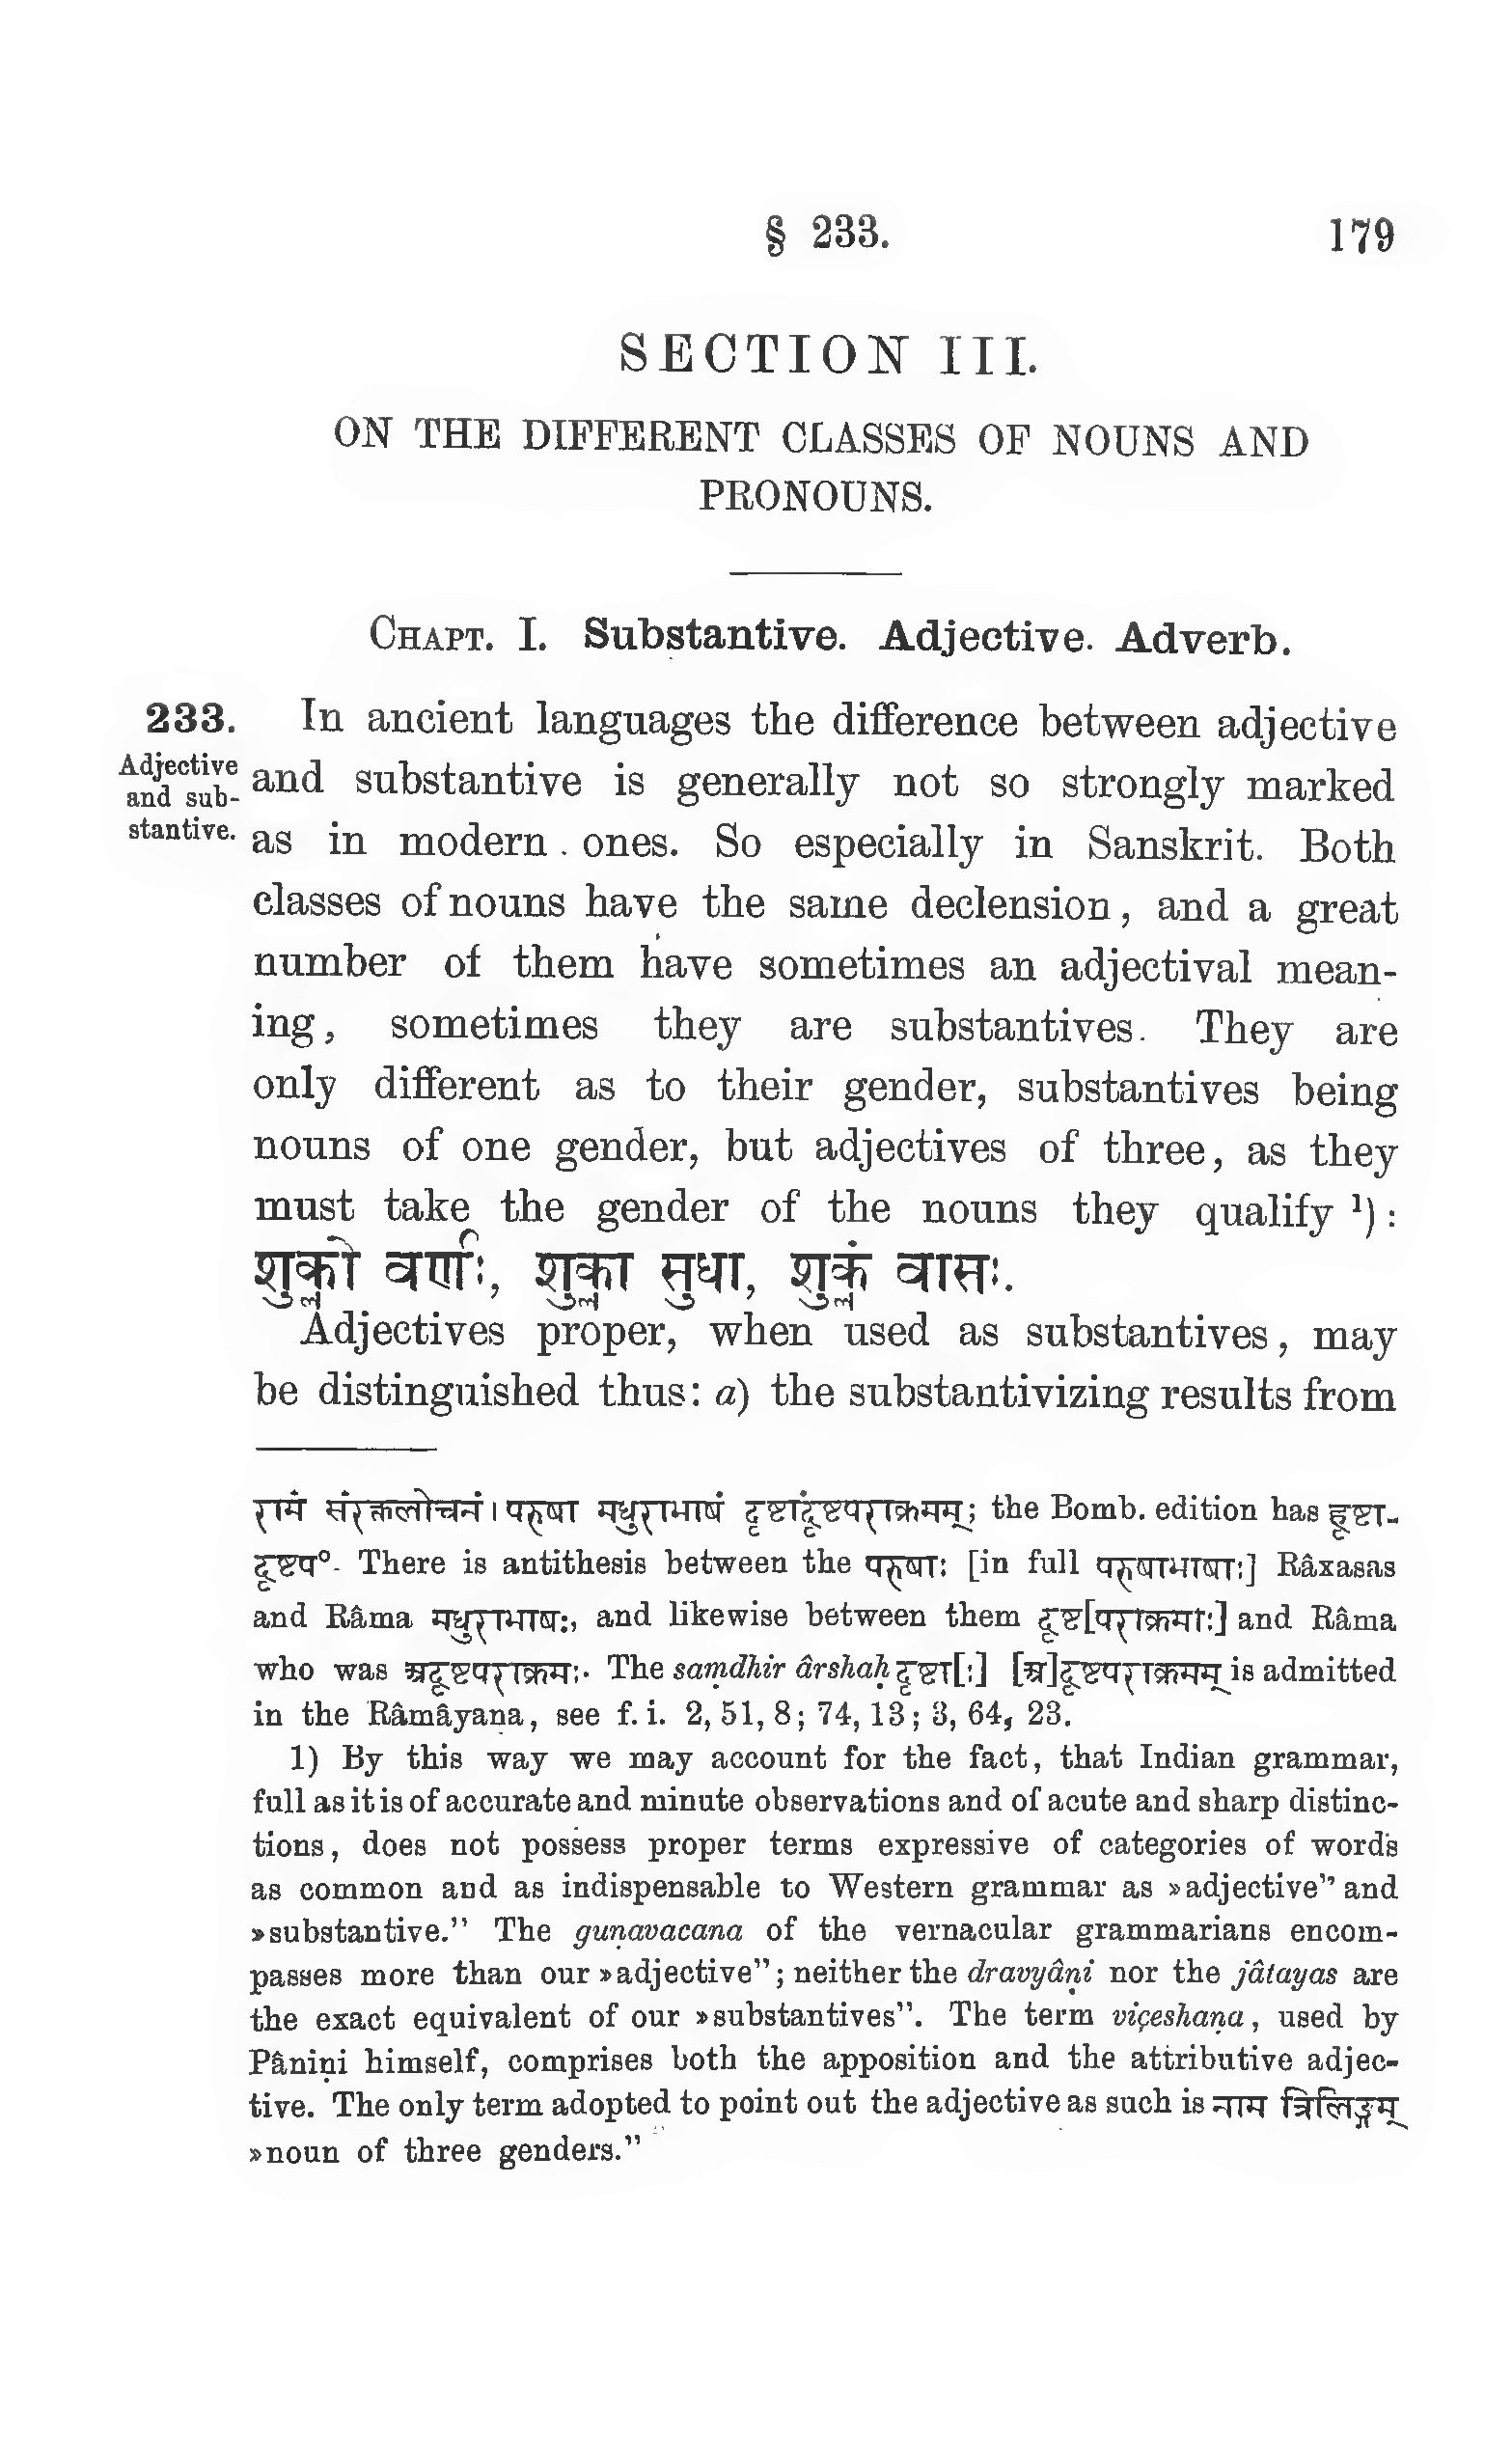 § 233.
179
SECTION III.
ON THE DIFFERENT CLASSES OF NOUNS AND
PRONOUNS.
CHAPT. I. Substantive. Adjective. Adverb.
233.
Adjective
and sub-
stantive.
In ancient languages the difference between adjective
and substantive is generally not so strongly marked
as in modern ones. So especially in Sanskrit. Both
classes of nouns have the same declension, and a great
number of them have sometimes an adjectival mean-
ing, sometimes they are substantives. They are
only different as to their gender, substantives being
nouns of one gender, but adjectives of three, as they
must take the gender of the nouns they qualify ¹):
शुक्लो वर्णः, शुक्ला सुधा, शुक्लं वासः.
Adjectives proper, when used as substantives, may
be distinguished thus: a) the substantivizing results from
रामं संरक्तलोचनं । परुषा मधुराभाषं दृष्टादृष्टपराक्रमम्; the Bomb. edition has
There is antithesis between the परुषाः [in full परुषाभाषाः] Râxasas
and Râma मधुराभाषः, and likewise between them दृष्ट[पराक्रमाः] and Râma
who was अदृष्टपराक्रमः. The saṃdhir ârshaḥ दृष्टा[ः] [अ]दृष्टपराक्रमम् is admitted
in the Râmâyaṇa, see f. i. 2, 51, 8; 74, 13; 3, 64, 23.
1) By this way we may account for the fact, that Indian grammar,
full as it is of accurate and minute observations and of acute and sharp distinc-
tions, does not possess proper terms expressive of categories of words
as common and as indispensable to Western grammar as »adjective" and
»substantive." The guṇavacana of the vernacular grammarians encom-
passes more than our »adjective"; neither the dravyâṇi nor the jâtayas are
the exact equivalent of our »substantives". The term viçeshaṇa, used by
Pâṇini himself, comprises both the apposition and the attributive adjec-
tive. The only term adopted to point out the adjective as such is नाम त्रिलिङ्गम्
»noun of three genders."